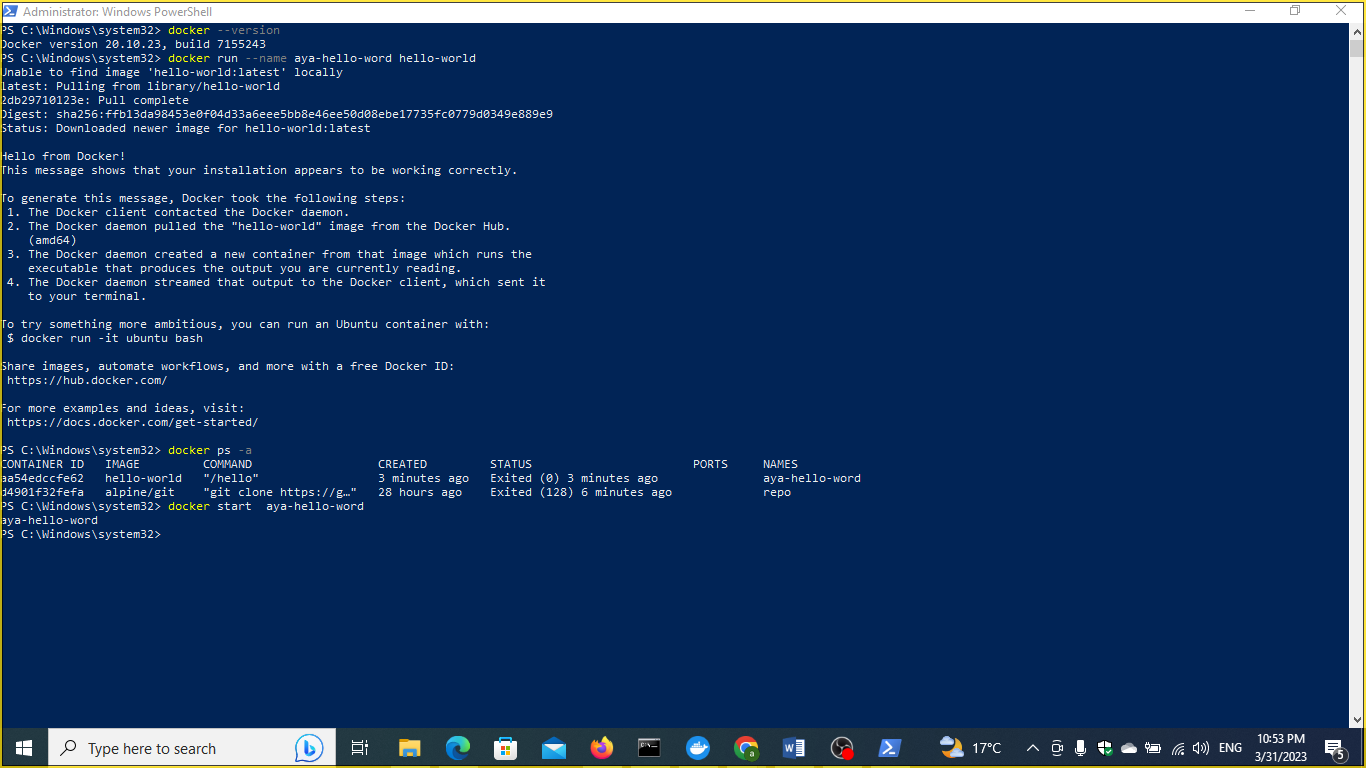 Administrator: Windows PowerShell
PS C:\Windows\system32> docker --version
Docker version 20.10.23, build 7155243
PS C:\Windows\system32> docker run --name aya-hello-word hello-world
Unable to find image 'hello-world:latest' locally
latest: Pulling from library/hello-world
2db29710123e: Pull complete
Digest: sha256:ffb13da98453e0f04d33a6eee5bb8e46ee50d08ebe17735fc0779d0349e889e9
Status: Downloaded newer image for hello-world:latest
Hello from Docker!
This message shows that your installation appears to be working correctly.
To generate this message, Docker took the following steps:
1. The Docker client contacted the Docker daemon.
2. The Docker daemon pulled the "hello-world" image from the Docker Hub.
(amd64)
3. The Docker daemon created a new container from that image which runs the
executable that produces the output you are currently reading.
4. The Docker daemon streamed that output to the Docker client, which sent it
to your terminal.
To try something more ambitious, you can run an Ubuntu container with:
$ docker run -it ubuntu bash
Share images, automate workflows, and more with a free Docker ID:
https://hub.docker.com/
For more examples and ideas, visit:
https://docs.docker.com/get-started/
PS C:\Windows\system32> docker ps -a
CONTAINER ID IMAGE COMMAND CREATED STATUS PORTS NAMES
aa54edccfe62 hello-world "/hello" 3 minutes ago Exited (0) 3 minutes ago aya-hello-word
d4901f32fefa alpine/git "git clone https://g…" 28 hours ago Exited (128) 6 minutes ago repo
PS C:\Windows\system32> docker start aya-hello-word
aya-hello-word
PS C:\Windows\system32>
Type here to search
17°C
ENG
10:53 PM
3/31/2023
5